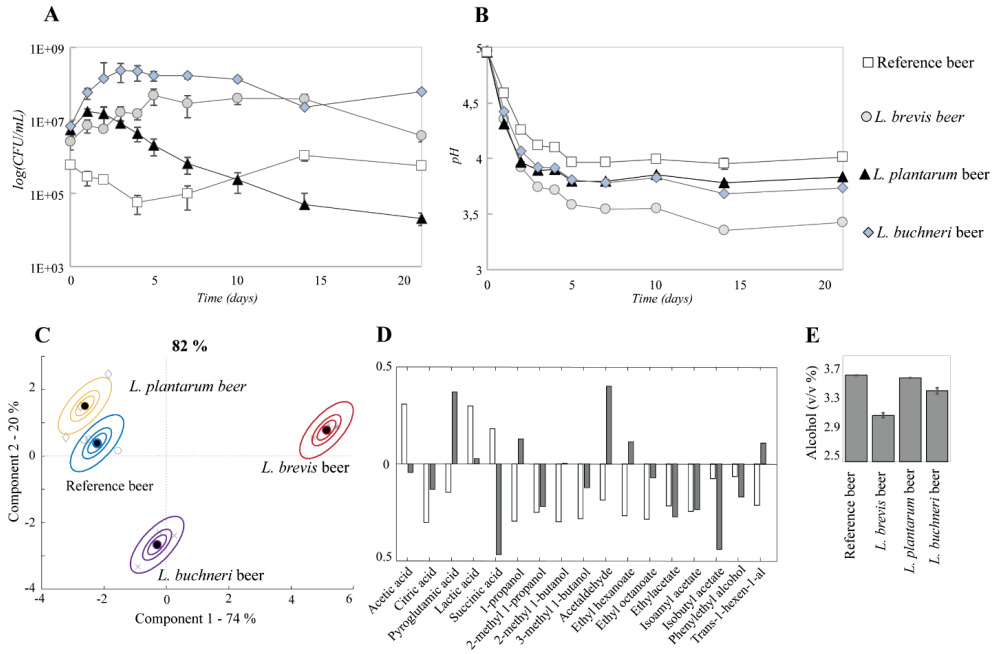 A
1E+09
1E+07
1E+05
1E+03
log(CFU/mL)
0
5
10
15
20
Time (days)
B
5
4,5
4
3,5
3
pH
0
5
10
15
20
Time (days)
Reference beer
L. brevis beer
L. plantarum beer
L. buchneri beer
C
82 %
2
0
-2
-4
Component 2 - 20 %
L. plantarum beer
Reference beer
L. brevis beer
L. buchneri beer
-4
-2
0
2
4
6
Component 1 - 74 %
D
0.5
0
0.5
Acetic acid
Citric acid
Pyroglutamic acid
Lactic acid
Succinic acid
1-propanol
2-methyl 1-propanol
2-methyl 1-butanol
3-methyl 1-butanol
Acetaldehyde
Ethyl hexanoate
Ethyl octanoate
Ethylacetate
Isoamyl acetate
Isobutyl acetate
Phenylethyl alcohol
Trans-1-hexen-1-al
E
3.7
3.3
2.9
2.5
Alcohol (v/v %)
Reference beer
L. brevis beer
L. plantarum beer
L. buchneri beer